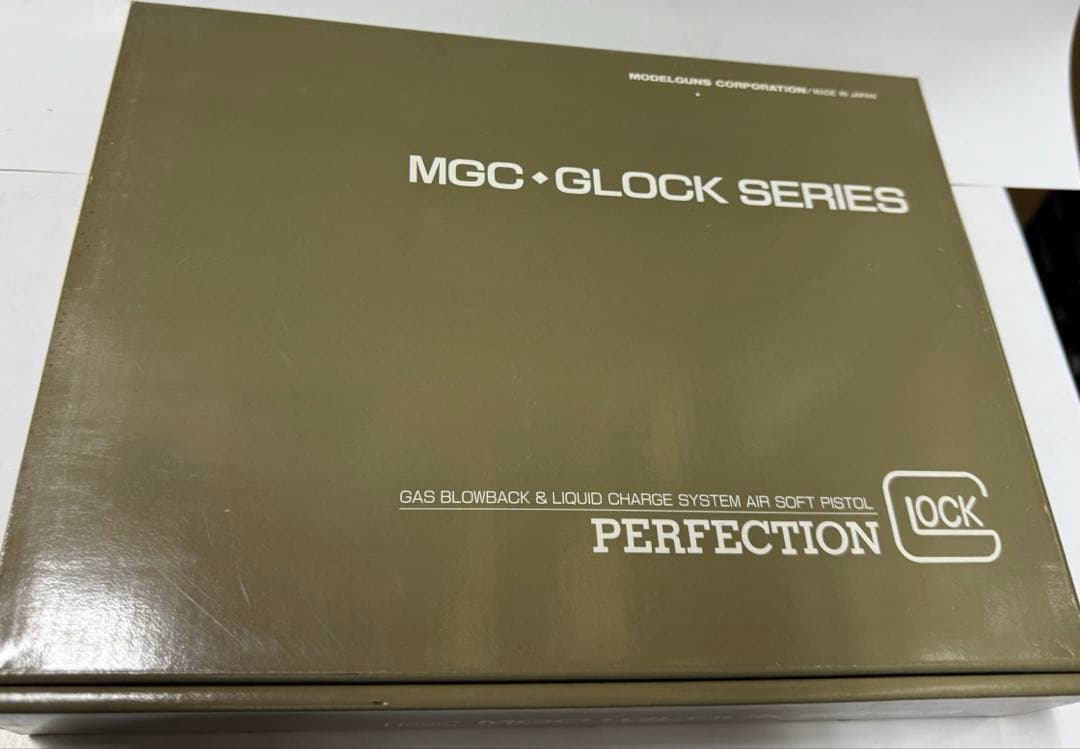 MODELGUNS CORPORATION/MADE IN JAPAN
MGC◆GLOCK SERIES
GAS BLOWBACK & LIQUID CHARGE SYSTEM AIR SOFT PISTOL
PERFECTION
GLOCK